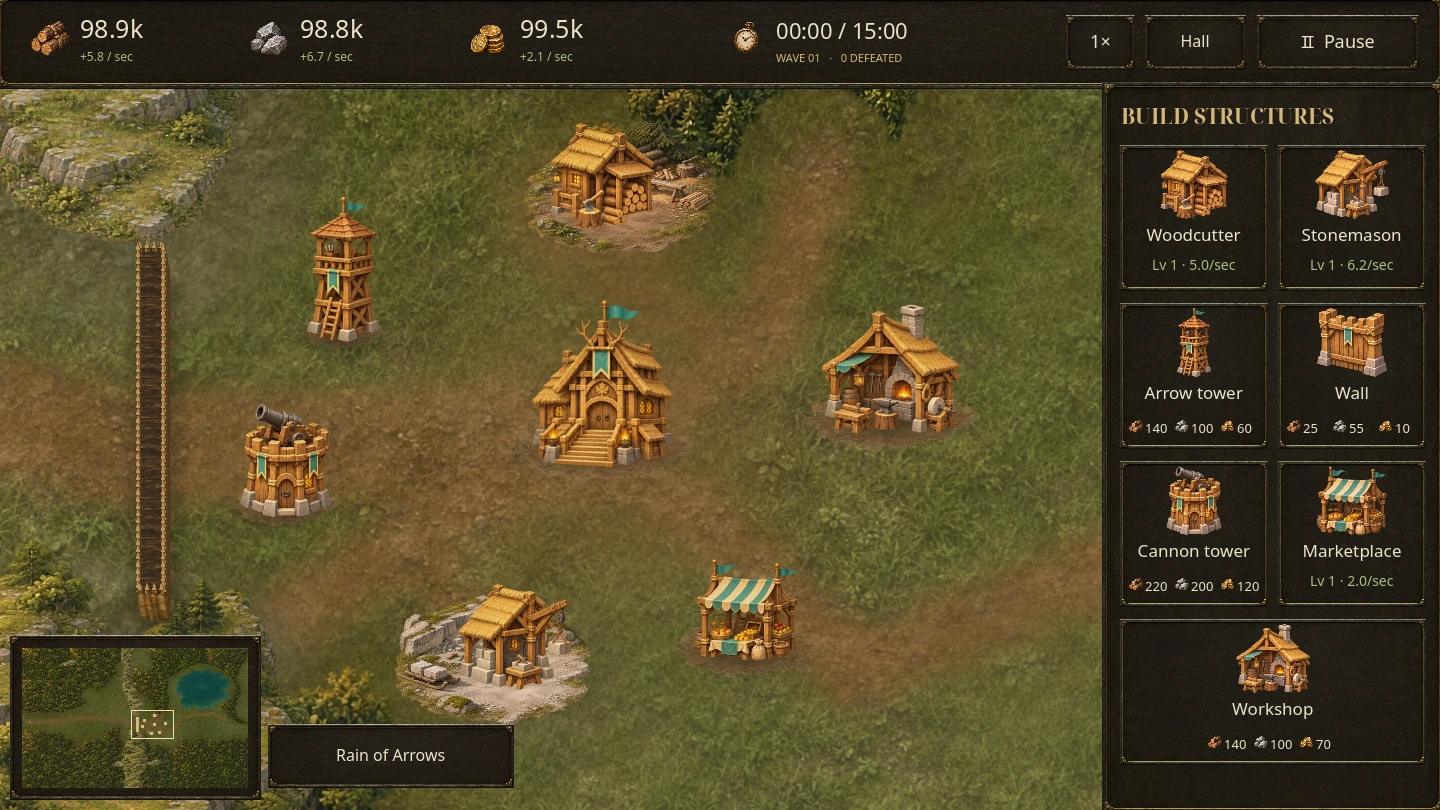 98.9k
+5.8 / sec
98.8k
+6.7 / sec
99.5k
+2.1 / sec
00:00 / 15:00
WAVE 01 · 0 DEFEATED
1×
Hall
Pause
BUILD STRUCTURES
Woodcutter
Lv 1 · 5.0/sec
Stonemason
Lv 1 · 6.2/sec
Arrow tower
140 100 60
Wall
25 55 10
Cannon tower
220 200 120
Marketplace
Lv 1 · 2.0/sec
Workshop
140 100 70
Rain of Arrows